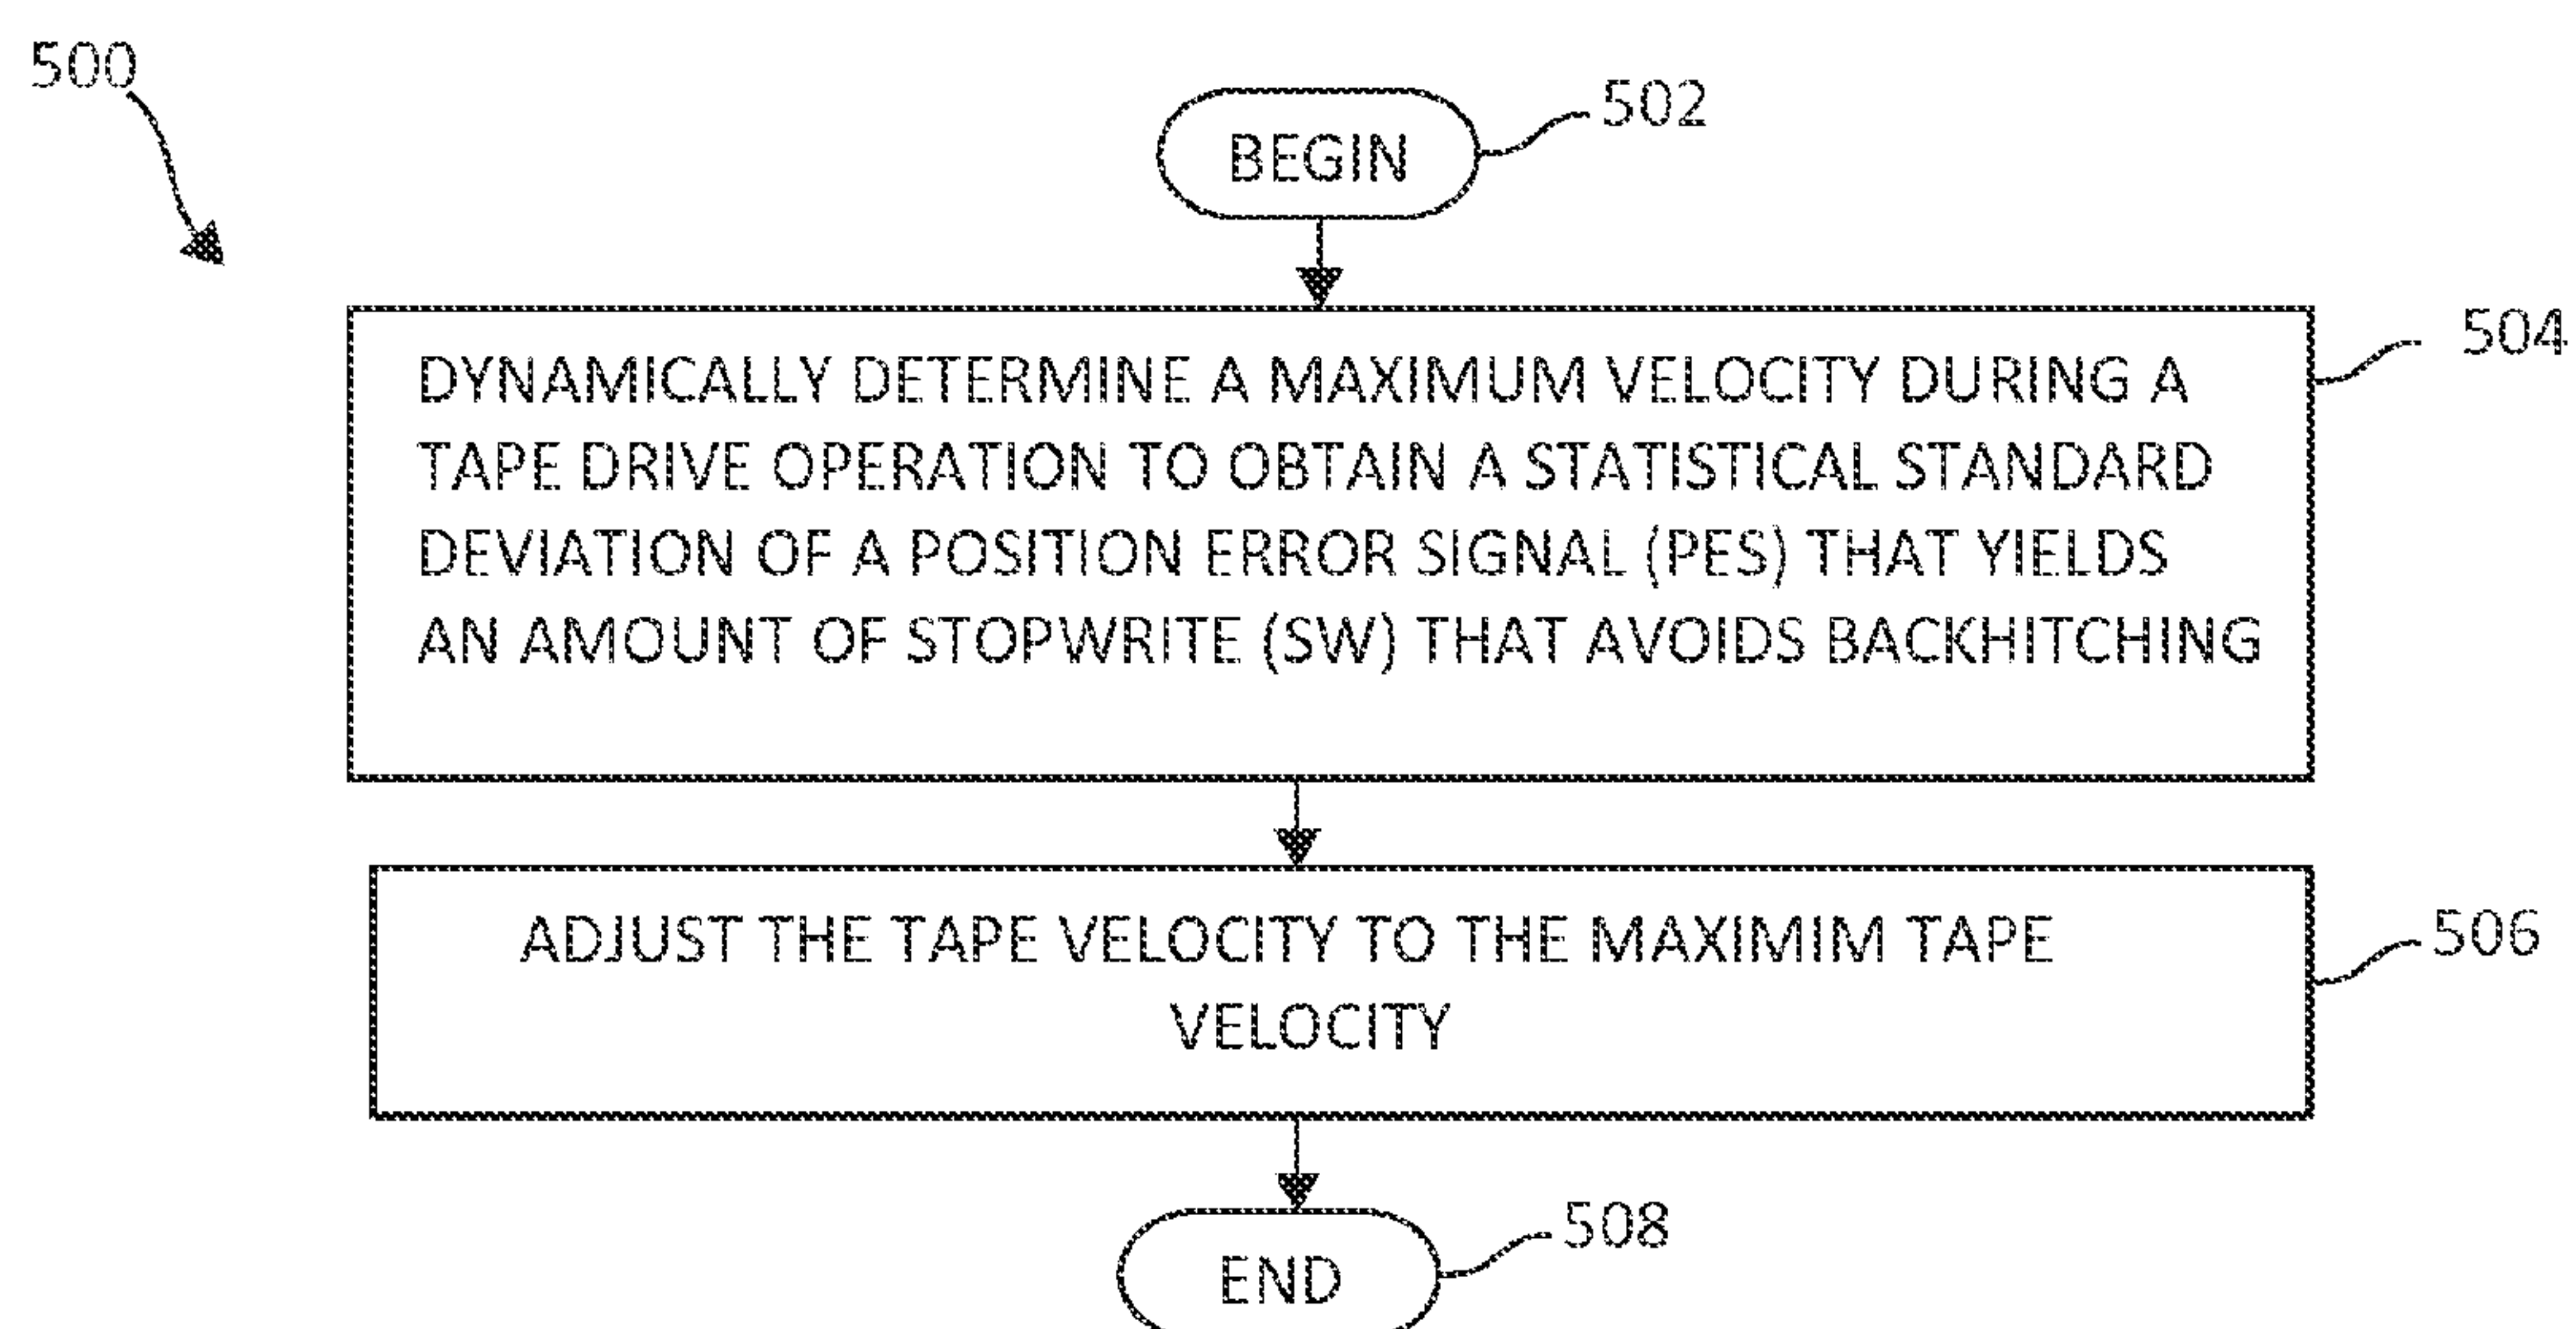 500
BEGIN
502
504
DYNAMICALLY DETERMINE A MAXIMUM VELOCITY DURING A
TAPE DRIVE OPERATION TO OBTAIN A STATISTICAL STANDARD
DEVIATION OF A POSITION ERROR SIGNAL (PES) THAT YIELDS
AN AMOUNT OF STOPWRITE (SW) THAT AVOIDS BACKHITCHING
ADJUST THE TAPE VELOCITY TO THE MAXIMIM TAPE
VELOCITY
506
508
END